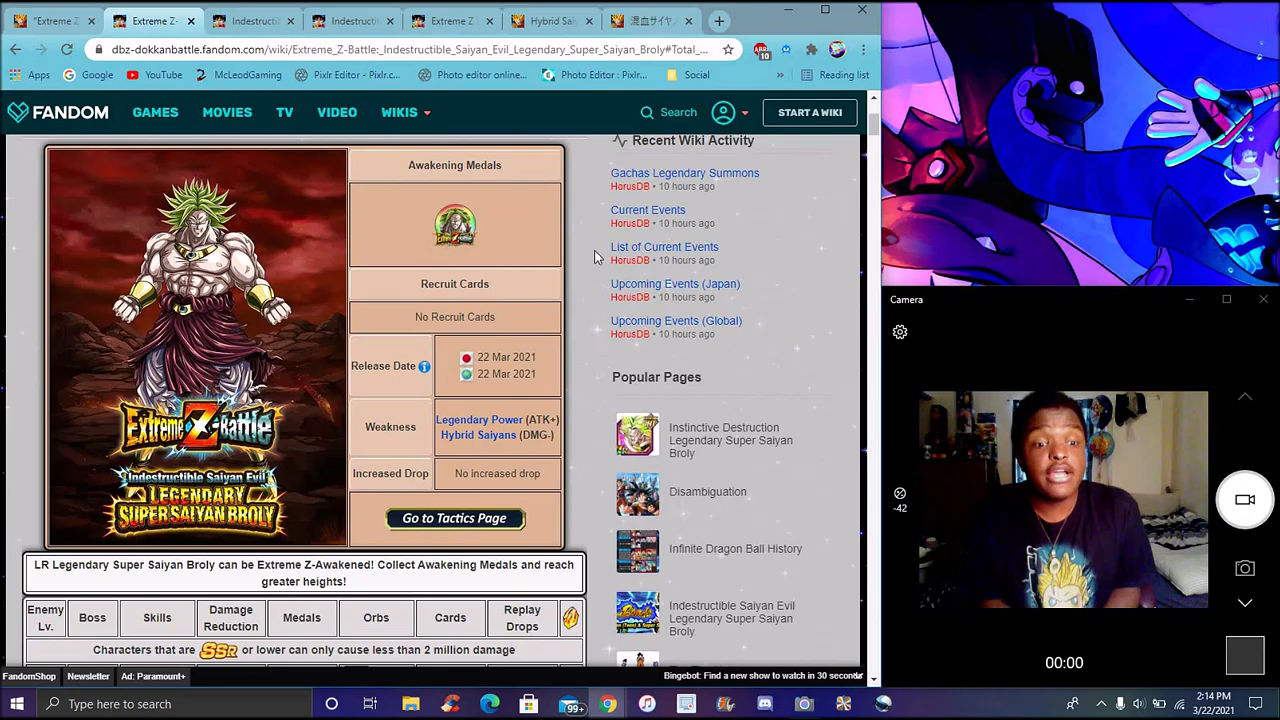 "Extreme Z
Extreme Z-
Indestructi
Indestructi
Extreme Z
Hybrid Sai
混血サイヤ
dbz-dokkanbattle.fandom.com/wiki/Extreme_Z-Battle:_Indestructible_Saiyan_Evil_Legendary_Super_Saiyan_Broly#Total_...
ABP
10
Apps
Google
YouTube
McLeodGaming
Pixlr Editor - Pixlr.c...
Photo editor online...
Photo Editor : Pixlr...
Social
»
Reading list
FANDOM
GAMES
MOVIES
TV
VIDEO
WIKIS
Search
START A WIKI
Awakening Medals
Recruit Cards
No Recruit Cards
Release Date
22 Mar 2021
22 Mar 2021
Weakness
Legendary Power (ATK+)
Hybrid Saiyans (DMG-)
Increased Drop
No increased drop
Go to Tactics Page
Extreme Z-Battle
Indestructible Saiyan Evil
LEGENDARY
SUPER SAIYAN BROLY
LR Legendary Super Saiyan Broly can be Extreme Z-Awakened! Collect Awakening Medals and reach
greater heights!
Enemy Lv.
Boss
Skills
Damage Reduction
Medals
Orbs
Cards
Replay Drops
Characters that are SSR or lower can only cause less than 2 million damage
Recent Wiki Activity
Gachas Legendary Summons
HorusDB • 10 hours ago
Current Events
HorusDB • 10 hours ago
List of Current Events
HorusDB • 10 hours ago
Upcoming Events (Japan)
HorusDB • 10 hours ago
Upcoming Events (Global)
HorusDB • 10 hours ago
Popular Pages
Instinctive Destruction
Legendary Super Saiyan
Broly
Disambiguation
Infinite Dragon Ball History
Indestructible Saiyan Evil
Legendary Super Saiyan
Broly
FandomShop
Newsletter
Ad: Paramount+
Bingebot: Find a new show to watch in 30 seconds
Camera
-42
00:00
Type here to search
99+
2:14 PM
3/22/2021